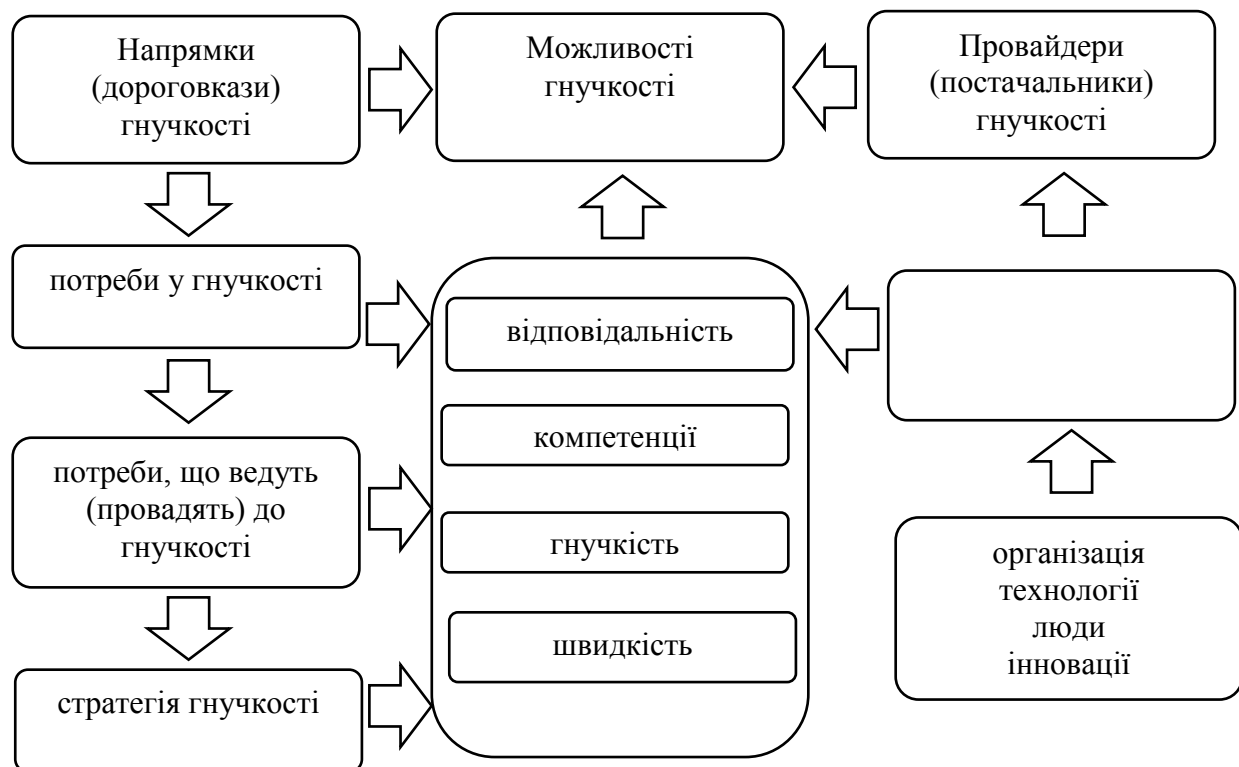 Напрямки
(дороговкази)
гнучкості
Можливості
гнучкості
Провайдери
(постачальники)
гнучкості
потреби у гнучкості
відповідальність
компетенції
потреби, що ведуть
(провадять) до
гнучкості
гнучкість
організація
технології
люди
інновації
швидкість
стратегія гнучкості